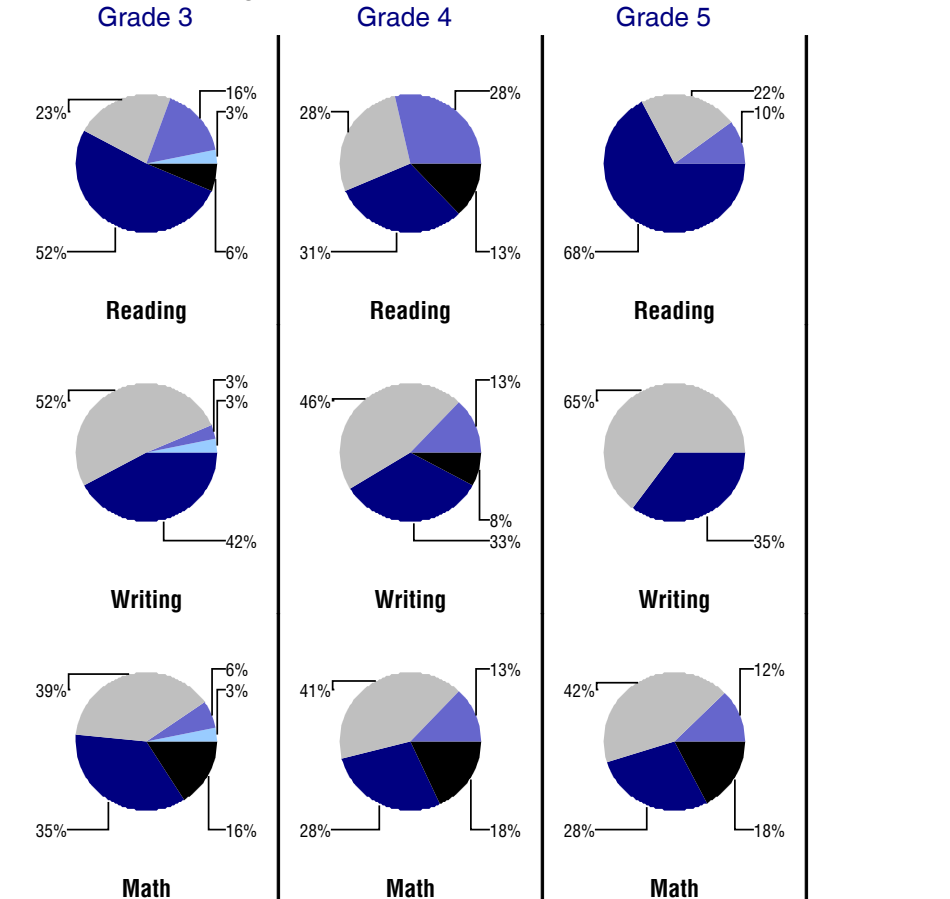 Grade 3 Grade 4 Grade 5
23% 16% 3% 52% 6%
28% 28% 31% 13%
22% 10% 68%
Reading Reading Reading
52% 3% 3% 42%
46% 13% 8% 33%
65% 35%
Writing Writing Writing
39% 6% 3% 35% 16%
41% 13% 28% 18%
42% 12% 28% 18%
Math Math Math